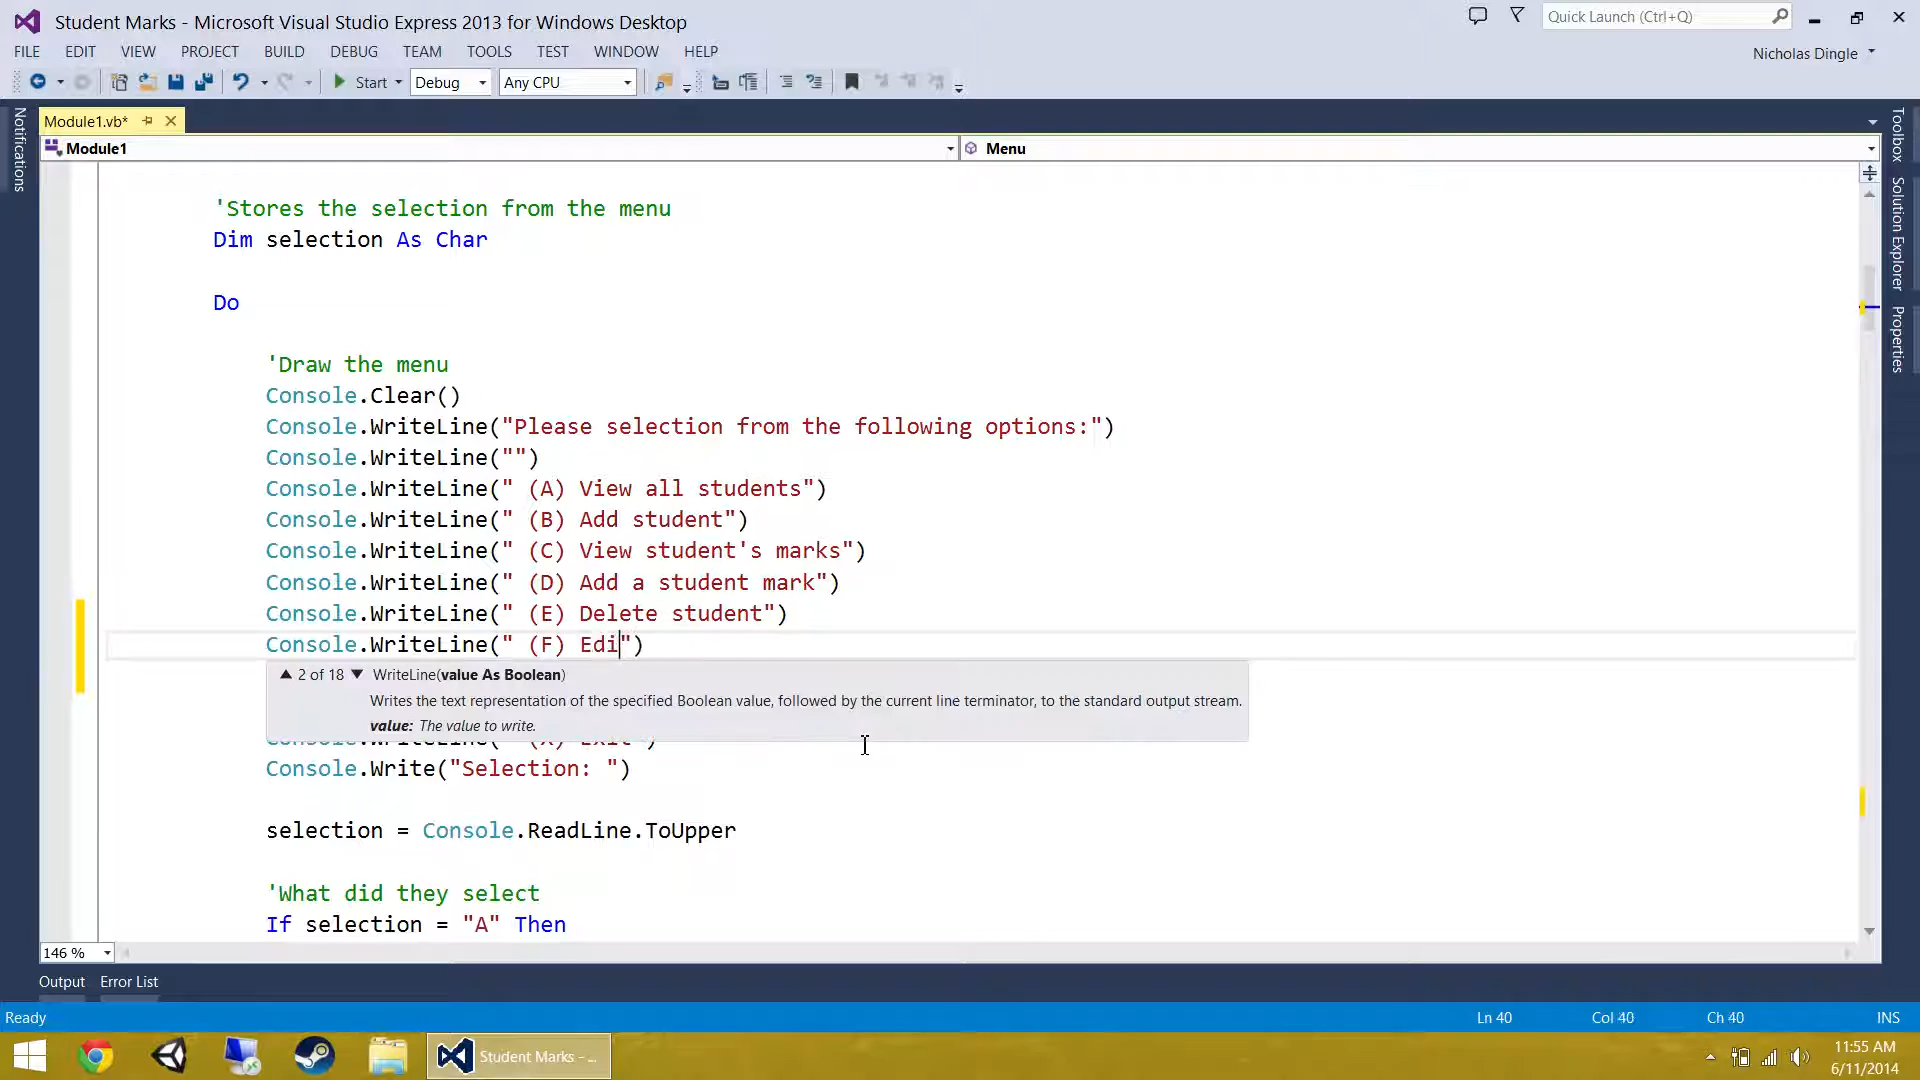 Student Marks - Microsoft Visual Studio Express 2013 for Windows Desktop
Quick Launch (Ctrl+Q)
FILE EDIT VIEW PROJECT BUILD DEBUG TEAM TOOLS TEST WINDOW HELP
Nicholas Dingle
Start Debug Any CPU
Notifications
Module1.vb*
Module1
Menu
Toolbox
Solution Explorer
Properties
'Stores the selection from the menu
Dim selection As Char
Do
'Draw the menu
Console.Clear()
Console.WriteLine("Please selection from the following options:")
Console.WriteLine("")
Console.WriteLine(" (A) View all students")
Console.WriteLine(" (B) Add student")
Console.WriteLine(" (C) View student's marks")
Console.WriteLine(" (D) Add a student mark")
Console.WriteLine(" (E) Delete student")
Console.WriteLine(" (F) Edi")
2 of 18 WriteLine(value As Boolean)
Writes the text representation of the specified Boolean value, followed by the current line terminator, to the standard output stream.
value: The value to write.
Console.WriteLine(" (X) Exit")
Console.Write("Selection: ")
selection = Console.ReadLine.ToUpper
'What did they select
If selection = "A" Then
146 %
Output Error List
Ready
Ln 40 Col 40 Ch 40 INS
Student Marks - ...
11:55 AM
6/11/2014